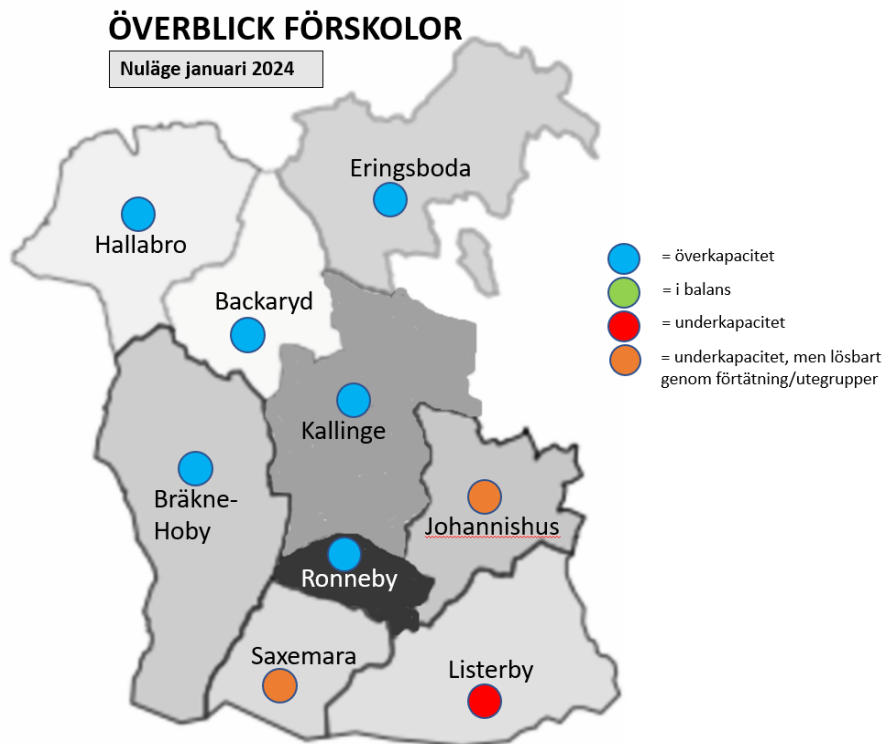 ÖVERBLICK FÖRSKOLOR
Nuläge januari 2024
Eringsboda
Hallabro
Backaryd
Kallinge
Bräkne-
Hoby
Johannishus
Ronneby
Saxemara
Listerby
= överkapacitet
= i balans
= underkapacitet
= underkapacitet, men lösbart
genom förtätning/utegrupper